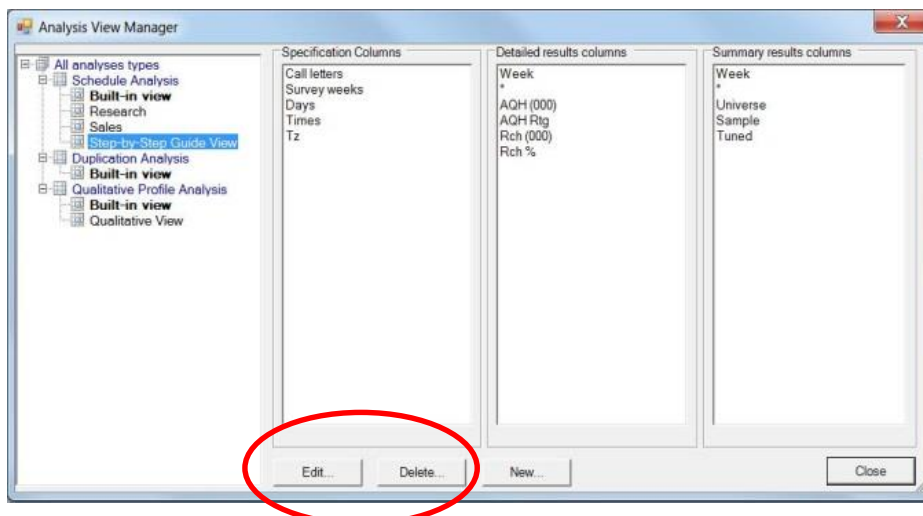 Analysis View Manager
All analyses types
Schedule Analysis
Built-in view
Research
Sales
Step-by-Step Guide View
Duplication Analysis
Built-in view
Qualitative Profile Analysis
Built-in view
Qualitative View
Specification Columns
Call letters
Survey weeks
Days
Times
Tz
Detailed results columns
Week
*
AQH (000)
AQH Rtg
Rch (000)
Rch %
Summary results columns
Week
*
Universe
Sample
Tuned
Edit...
Delete...
New...
Close